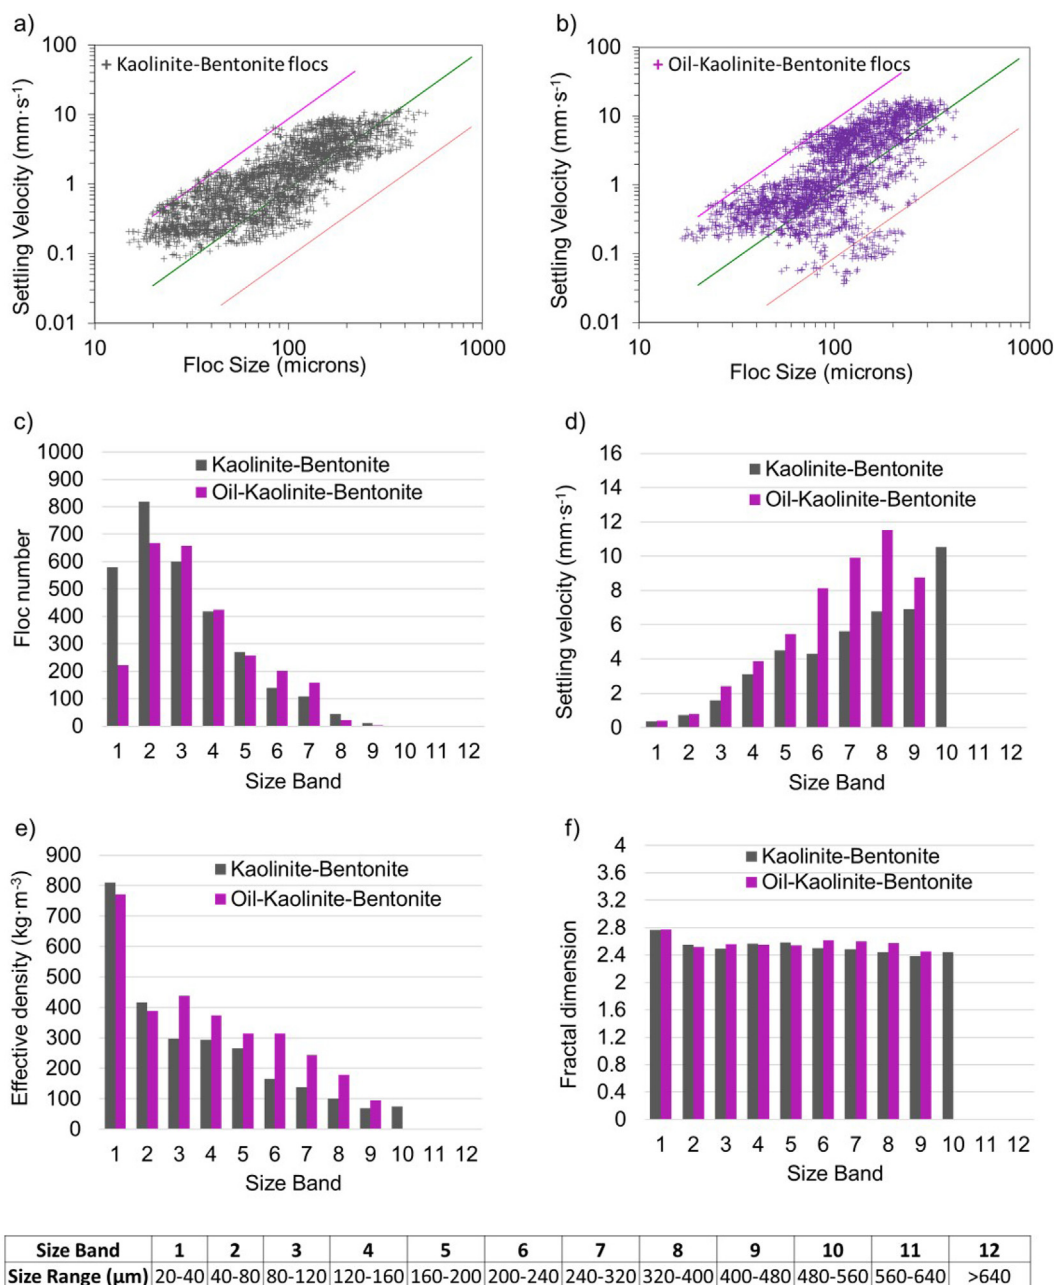 a)
100
10
1
0.1
0.01
Settling Velocity (mm·s⁻¹)
+ Kaolinite-Bentonite flocs
10 100 1000
Floc Size (microns)
b)
100
10
1
0.1
0.01
Settling Velocity (mm·s⁻¹)
+ Oil-Kaolinite-Bentonite flocs
10 100 1000
Floc Size (microns)
c)
1000
900
800
700
600
500
400
300
200
100
0
Floc number
Kaolinite-Bentonite
Oil-Kaolinite-Bentonite
1 2 3 4 5 6 7 8 9 10 11 12
Size Band
d)
16
14
12
10
8
6
4
2
0
Settling velocity (mm·s⁻¹)
Kaolinite-Bentonite
Oil-Kaolinite-Bentonite
1 2 3 4 5 6 7 8 9 10 11 12
Size Band
e)
900
800
700
600
500
400
300
200
100
0
Effective density (kg·m⁻³)
Kaolinite-Bentonite
Oil-Kaolinite-Bentonite
1 2 3 4 5 6 7 8 9 10 11 12
Size Band
f)
4
3.6
3.2
2.8
2.4
2
1.6
1.2
0.8
0.4
0
Fractal dimension
Kaolinite-Bentonite
Oil-Kaolinite-Bentonite
1 2 3 4 5 6 7 8 9 10 11 12
Size Band
Size Band 1 2 3 4 5 6 7 8 9 10 11 12
Size Range (µm) 20-40 40-80 80-120 120-160 160-200 200-240 240-320 320-400 400-480 480-560 560-640 >640